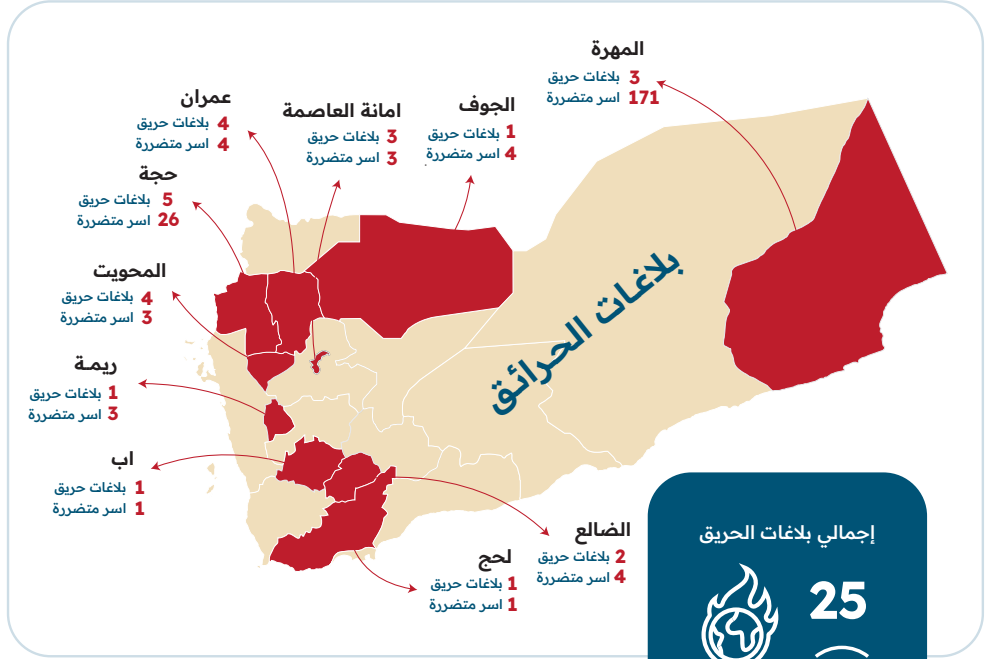 المهرة
3 بلاغات حريق
171 اسر متضررة
الجوف
1 بلاغات حريق
4 اسر متضررة
امانة العاصمة
3 بلاغات حريق
3 اسر متضررة
عمران
4 بلاغات حريق
4 اسر متضررة
حجة
5 بلاغات حريق
26 اسر متضررة
المحويت
4 بلاغات حريق
3 اسر متضررة
ريمة
1 بلاغات حريق
3 اسر متضررة
اب
1 بلاغات حريق
1 اسر متضررة
بلاغات الحرائق
الضالع
2 بلاغات حريق
4 اسر متضررة
لحج
1 بلاغات حريق
1 اسر متضررة
إجمالي بلاغات الحريق
25